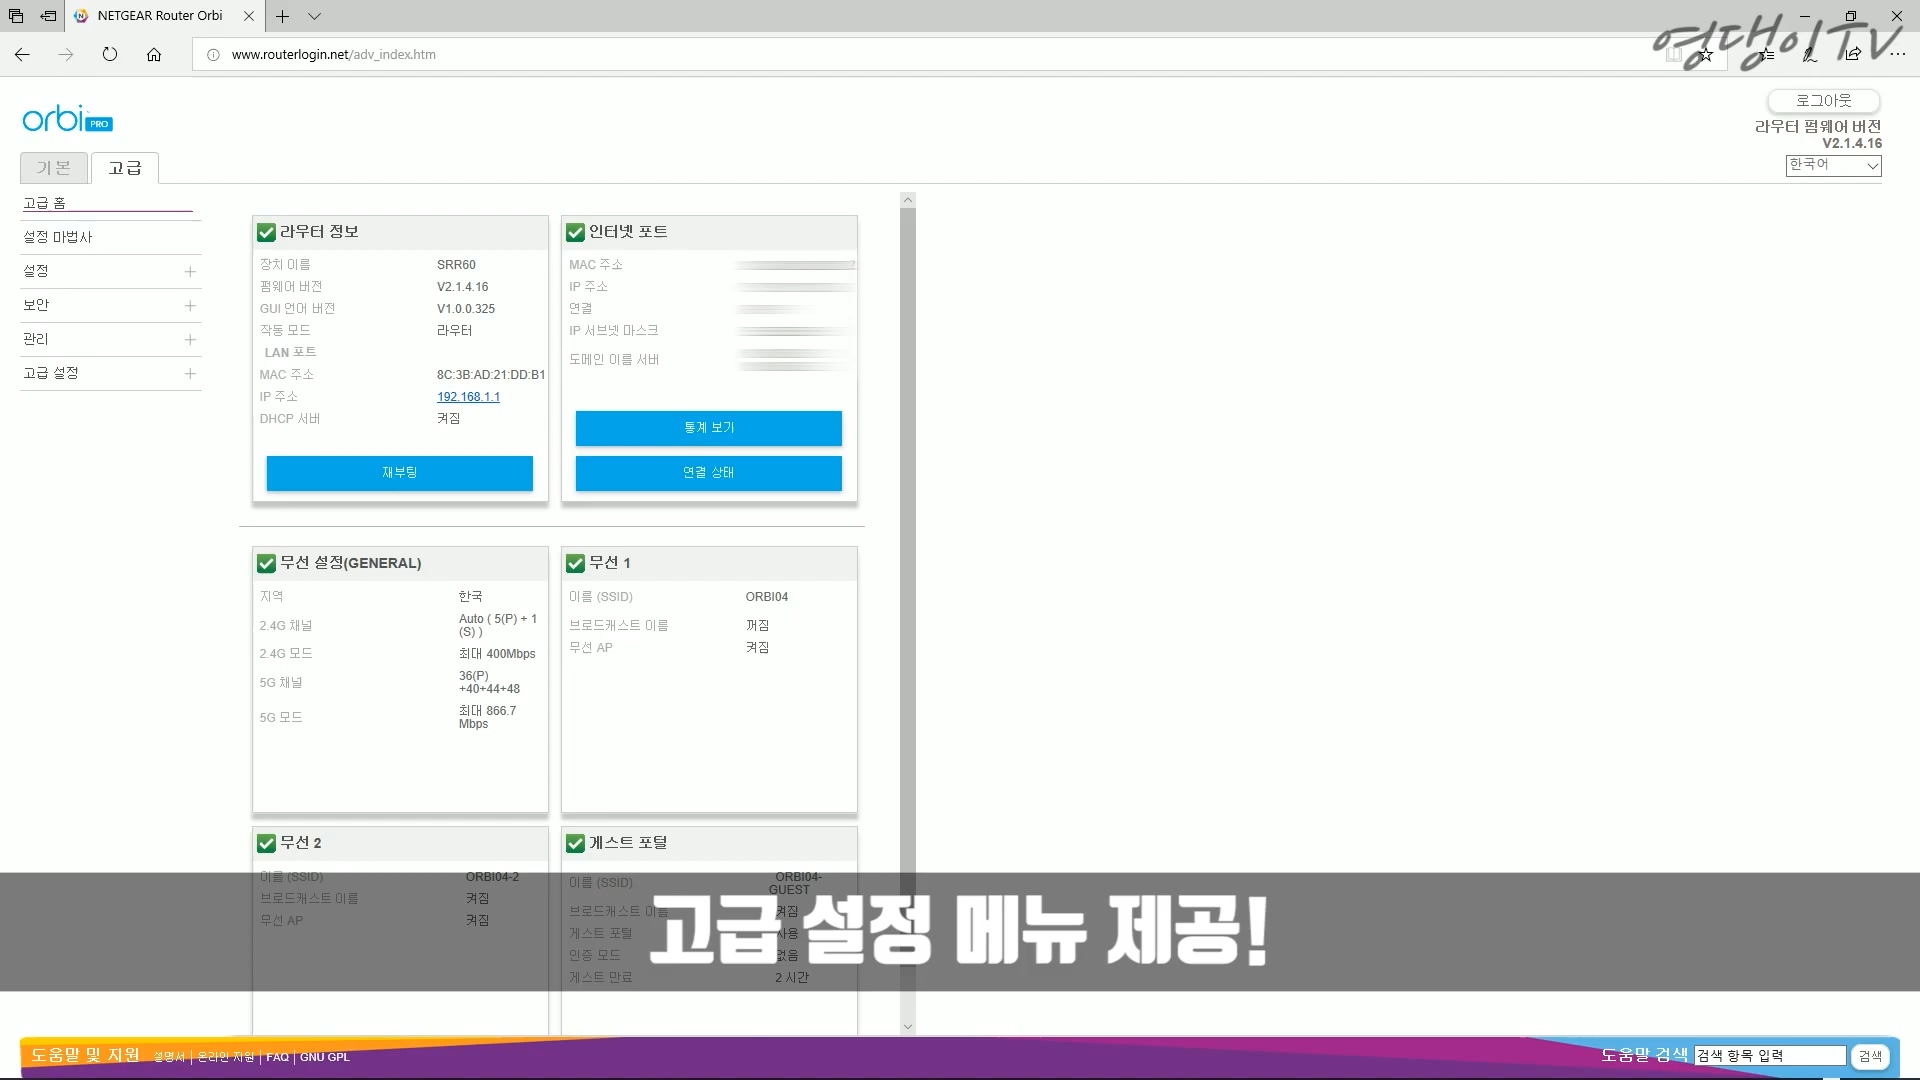 NETGEAR Router Orbi
www.routerlogin.net/adv_index.htm
영댕이TV
orbi PRO
로그아웃
라우터 펌웨어 버전
V2.1.4.16
한국어
기본
고급
고급 홈
설정 마법사
설정
보안
관리
고급 설정
라우터 정보
장치 이름 SRR60
펌웨어 버전 V2.1.4.16
GUI 언어 버전 V1.0.0.325
작동 모드 라우터
LAN 포트
MAC 주소 8C:3B:AD:21:DD:B1
IP 주소 192.168.1.1
DHCP 서버 켜짐
재부팅
인터넷 포트
MAC 주소
IP 주소
연결
IP 서브넷 마스크
도메인 이름 서버
통계 보기
연결 상태
무선 설정(GENERAL)
지역 한국
2.4G 채널 Auto ( 5(P) + 1
(S) )
2.4G 모드 최대 400Mbps
5G 채널 36(P)
+40+44+48
5G 모드 최대 866.7
Mbps
무선 1
이름 (SSID) ORBI04
브로드캐스트 이름 꺼짐
무선 AP 켜짐
무선 2
이름 (SSID) ORBI04-2
브로드캐스트 이름 켜짐
무선 AP 켜짐
게스트 포털
이름 (SSID) ORBI04-
GUEST
브로드캐스트 이름 켜짐
게스트 포털 사용
인증 모드 없음
게스트 만료 2 시간
고급 설정 메뉴 제공!
도움말 및 지원 설명서 | 온라인 지원 | FAQ | GNU GPL
도움말 검색 검색 항목 입력 검색